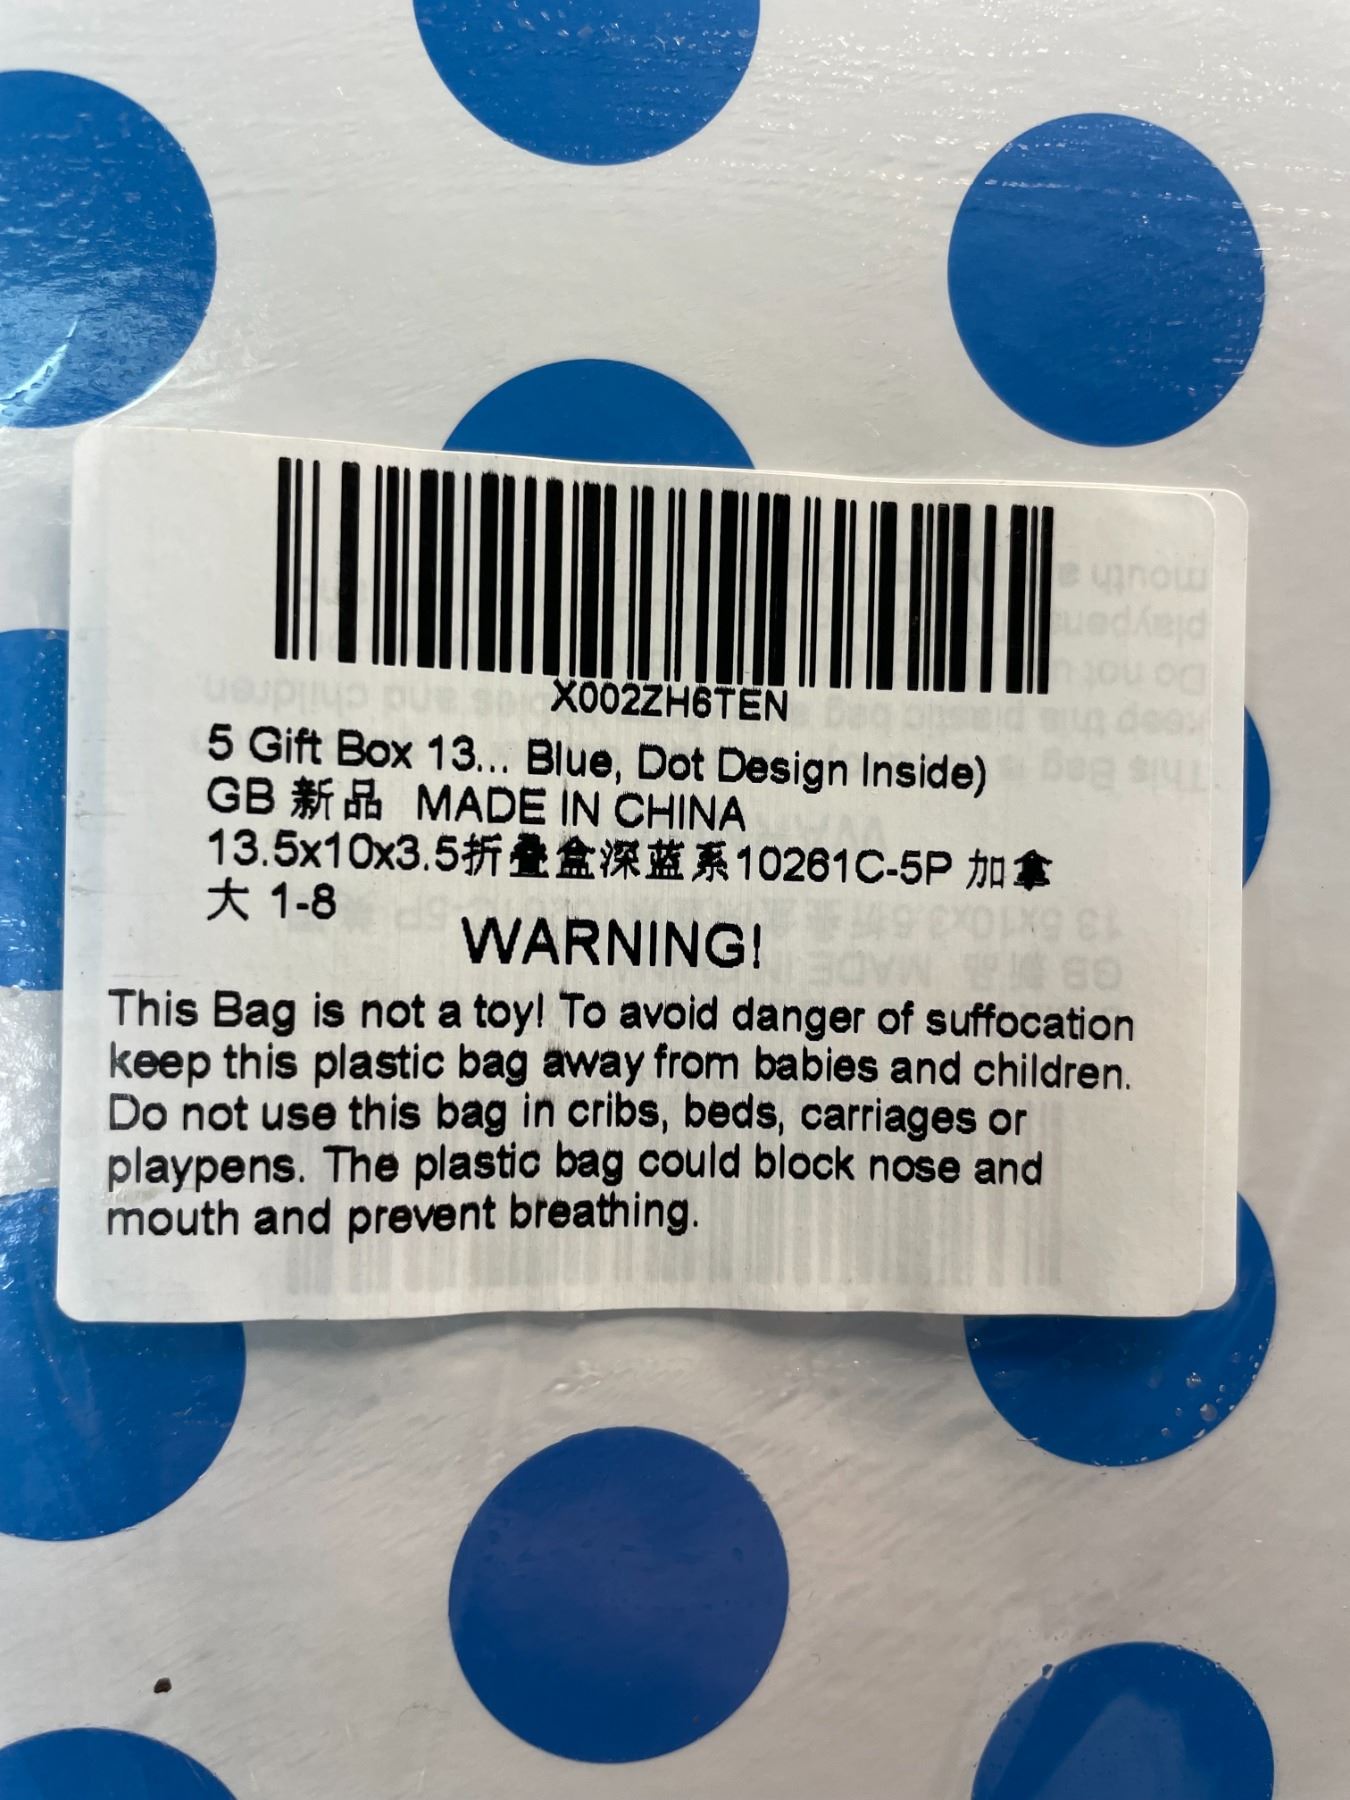 X002ZH6TEN
5 Gift Box 13... Blue, Dot Design Inside)
GB 新品 MADE IN CHINA
13.5x10x3.5折叠盒深蓝系10261C-5P 加拿
大 1-8
WARNING!
This Bag is not a toy! To avoid danger of suffocation
keep this plastic bag away from babies and children.
Do not use this bag in cribs, beds, carriages or
playpens. The plastic bag could block nose and
mouth and prevent breathing.